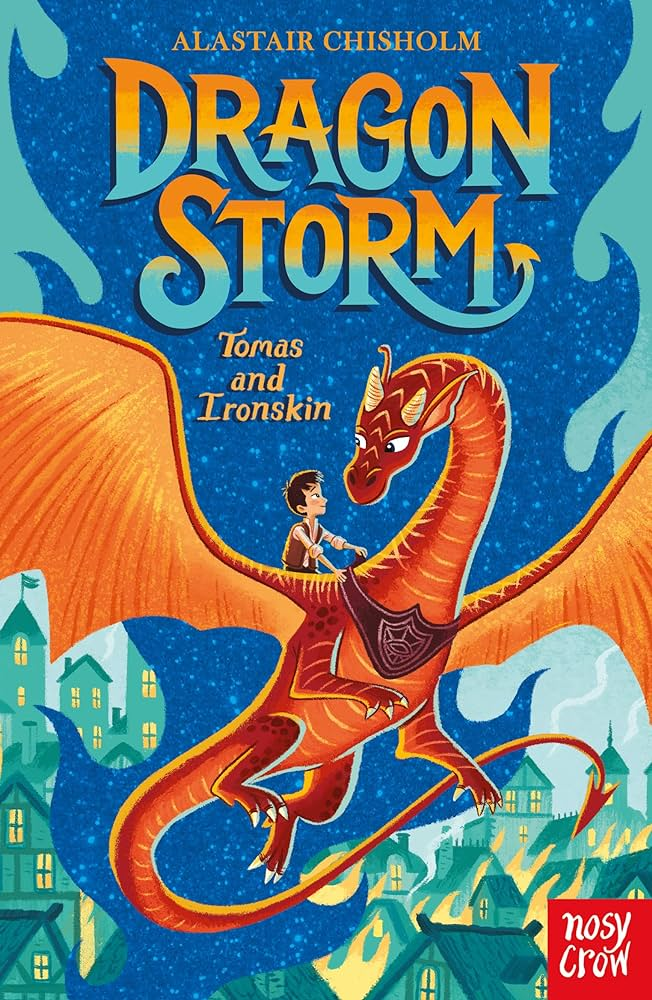 ALASTAIR CHISHOLM
DRAGON
STORM
Tomas
and
Ironskin
nosy
crow